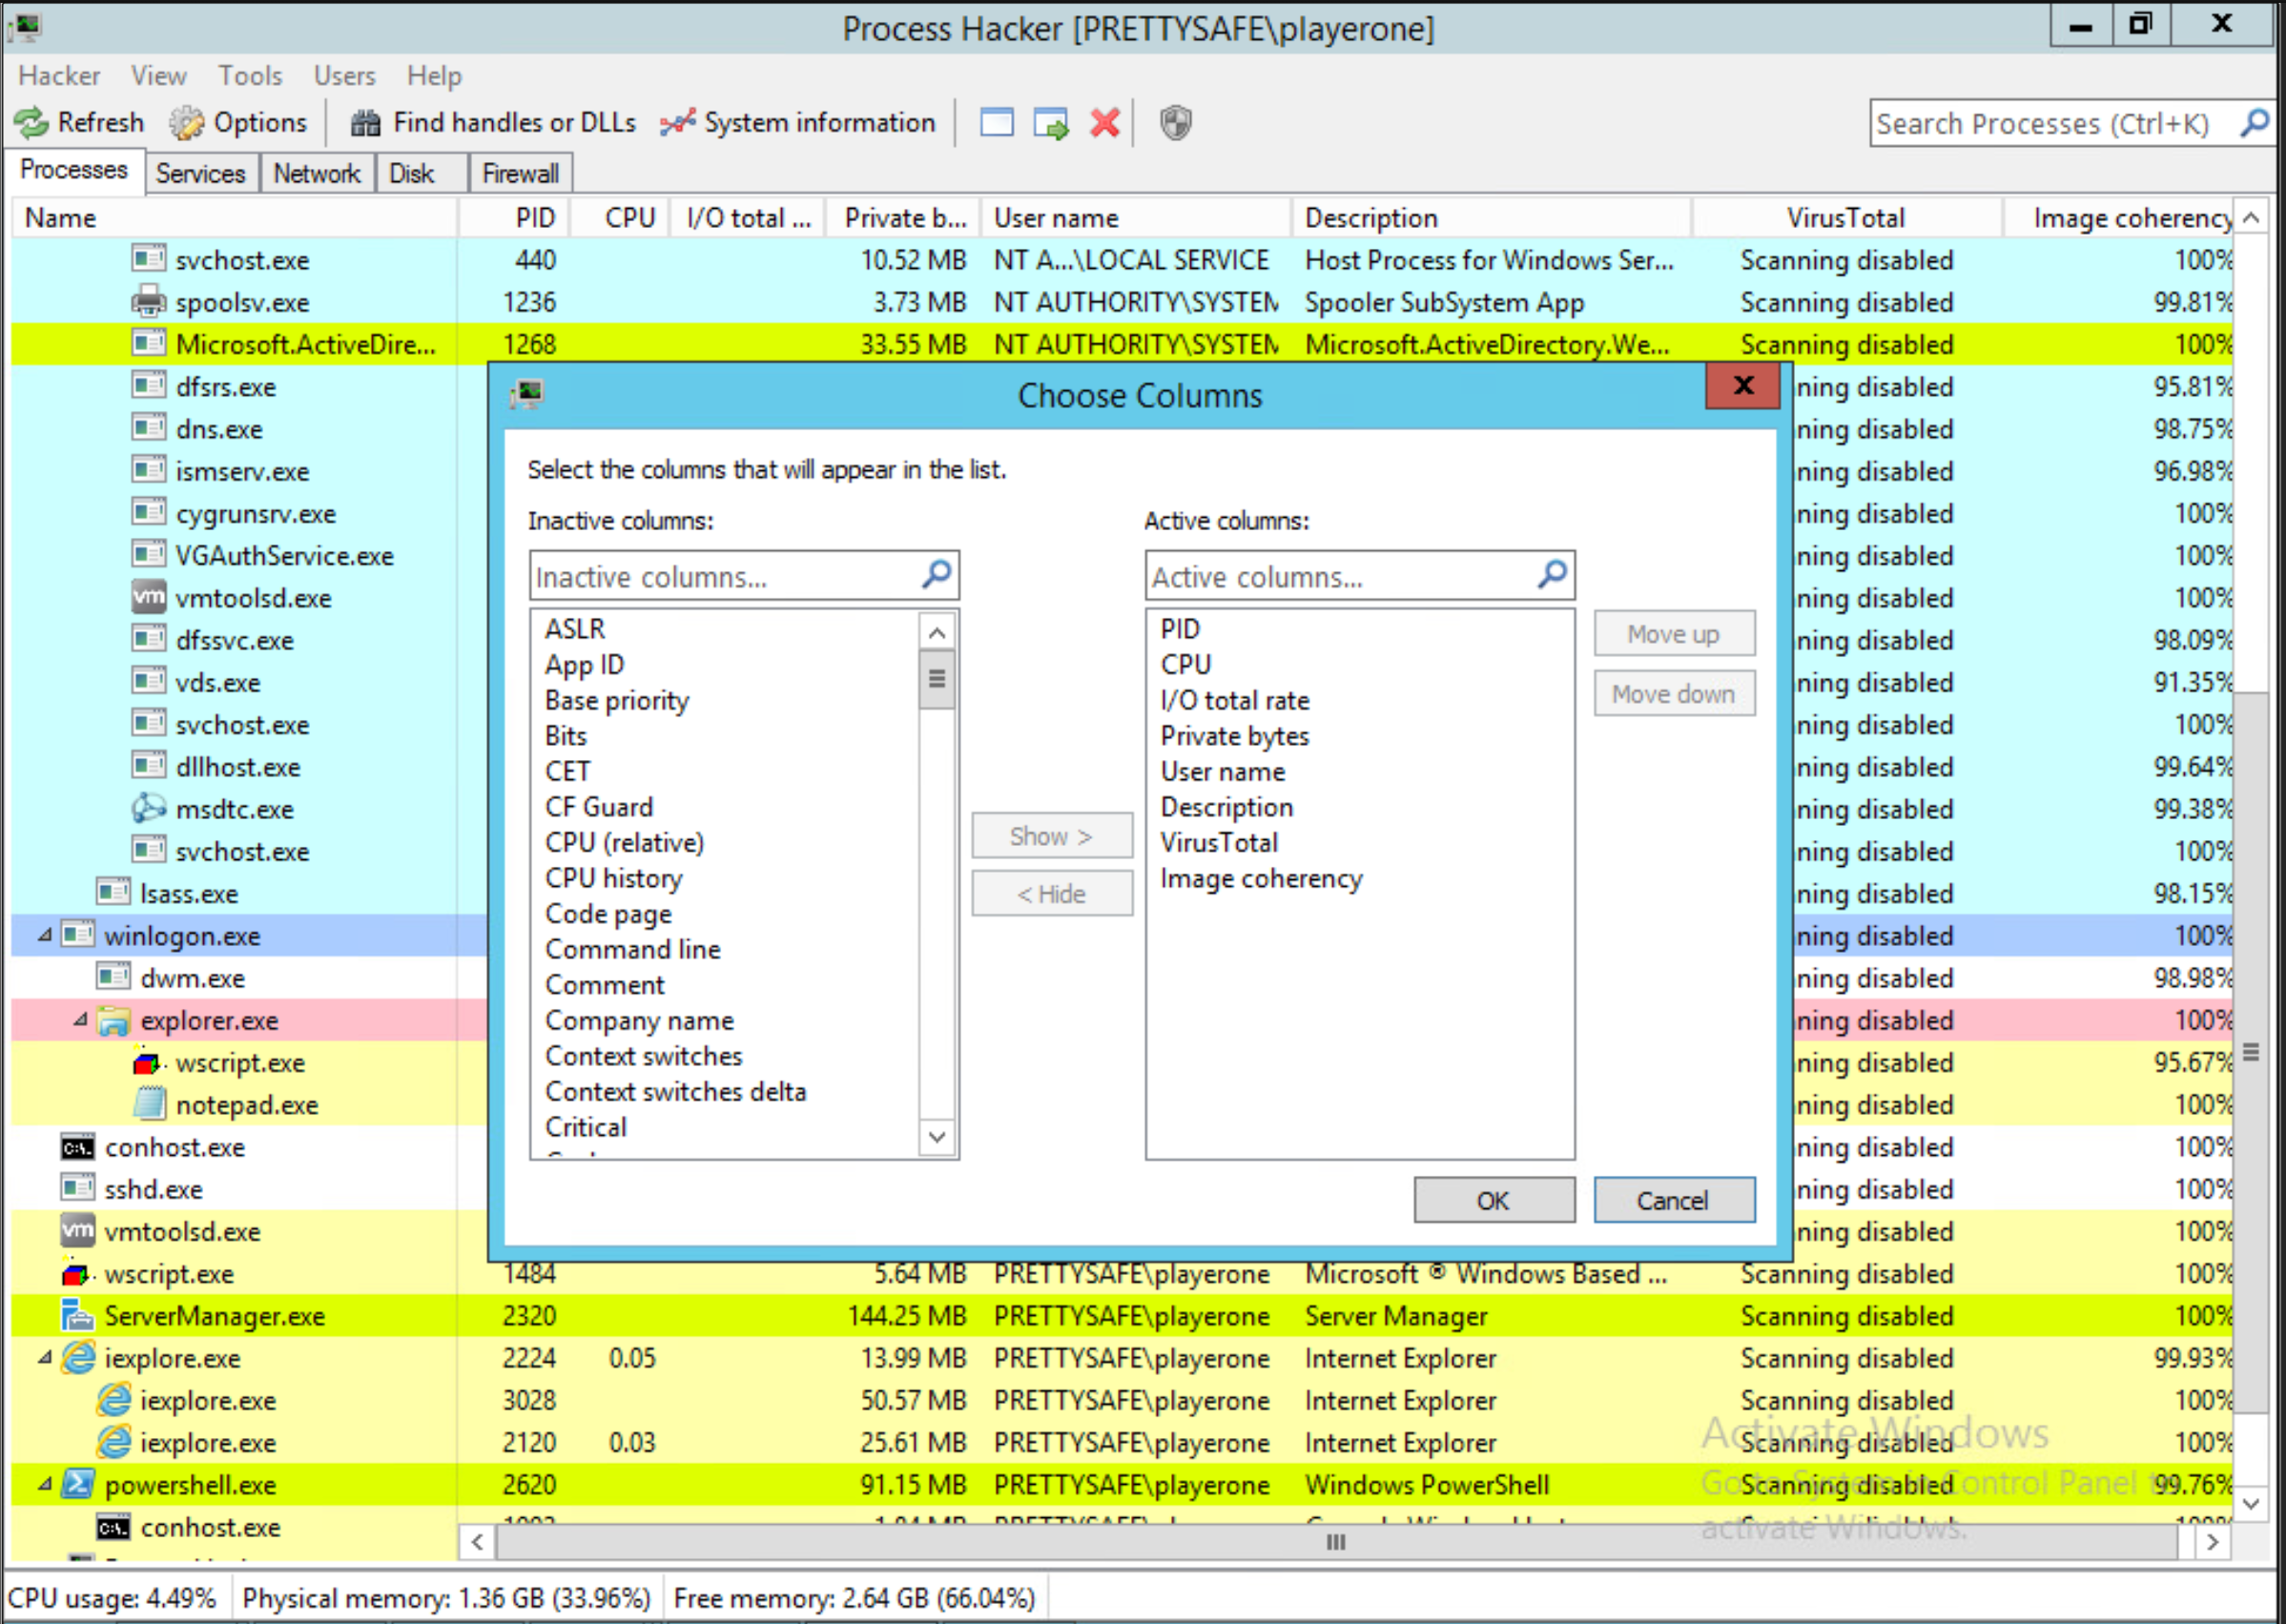 Process Hacker [PRETTYSAFE\playerone]
Hacker View Tools Users Help
Refresh Options Find handles or DLLs System information Search Processes (Ctrl+K)
Processes Services Network Disk Firewall
Name PID CPU I/O total ... Private b... User name Description VirusTotal Image coherency
svchost.exe 440 10.52 MB NT A...\LOCAL SERVICE Host Process for Windows Ser... Scanning disabled 100%
spoolsv.exe 1236 3.73 MB NT AUTHORITY\SYSTEM Spooler SubSystem App Scanning disabled 99.81%
Microsoft.ActiveDire... 1268 33.55 MB NT AUTHORITY\SYSTEM Microsoft.ActiveDirectory.We... Scanning disabled 100%
dfsrs.exe ning disabled 95.81%
dns.exe ning disabled 98.75%
ismserv.exe ning disabled 96.98%
cygrunsrv.exe ning disabled 100%
VGAuthService.exe ning disabled 100%
vm vmtoolsd.exe ning disabled 100%
dfssvc.exe ning disabled 98.09%
vds.exe ning disabled 91.35%
svchost.exe ning disabled 100%
dllhost.exe ning disabled 99.64%
msdtc.exe ning disabled 99.38%
svchost.exe ning disabled 100%
lsass.exe ning disabled 98.15%
winlogon.exe ning disabled 100%
dwm.exe ning disabled 98.98%
explorer.exe ning disabled 100%
wscript.exe ning disabled 95.67%
notepad.exe ning disabled 100%
conhost.exe ning disabled 100%
sshd.exe ning disabled 100%
vm vmtoolsd.exe ning disabled 100%
Choose Columns
Select the columns that will appear in the list.
Inactive columns:
Inactive columns...
ASLR
App ID
Base priority
Bits
CET
CF Guard
CPU (relative)
CPU history
Code page
Command line
Comment
Company name
Context switches
Context switches delta
Critical
Show >
< Hide
Active columns:
Active columns...
PID
CPU
I/O total rate
Private bytes
User name
Description
VirusTotal
Image coherency
Move up
Move down
OK Cancel
wscript.exe 1484 5.64 MB PRETTYSAFE\playerone Microsoft ® Windows Based ... Scanning disabled 100%
ServerManager.exe 2320 144.25 MB PRETTYSAFE\playerone Server Manager Scanning disabled 100%
iexplore.exe 2224 0.05 13.99 MB PRETTYSAFE\playerone Internet Explorer Scanning disabled 99.93%
iexplore.exe 3028 50.57 MB PRETTYSAFE\playerone Internet Explorer Scanning disabled 100%
iexplore.exe 2120 0.03 25.61 MB PRETTYSAFE\playerone Internet Explorer Scanning disabled 100%
powershell.exe 2620 91.15 MB PRETTYSAFE\playerone Windows PowerShell Scanning disabled 99.76%
conhost.exe
Activate Windows
Go to System in Control Panel to
activate Windows.
CPU usage: 4.49% Physical memory: 1.36 GB (33.96%) Free memory: 2.64 GB (66.04%)